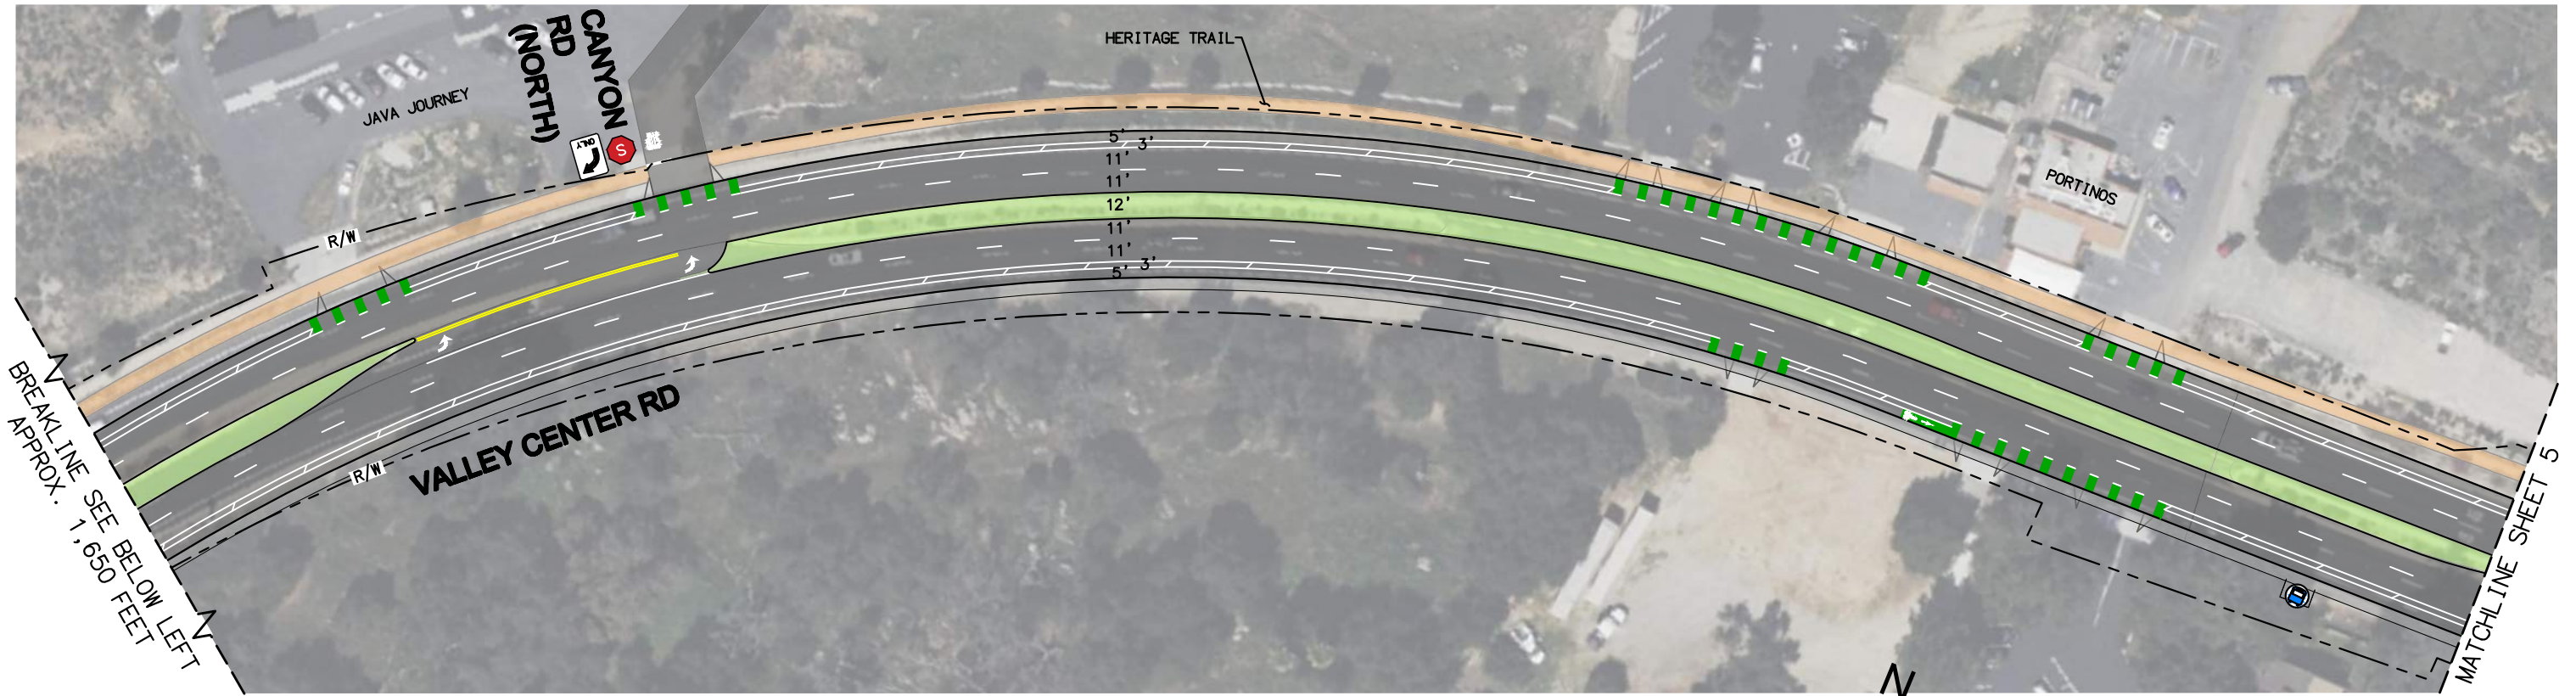 CANYON
RD
(NORTH)
ONLY
S
JAVA JOURNEY
HERITAGE TRAIL
R/W
5'
3'
11'
11'
12'
11'
11'
3'
5'
PORTINOS
R/W
VALLEY CENTER RD
BREAKLINE SEE BELOW LEFT
APPROX. 1,650 FEET
MATCHLINE SHEET 5
N